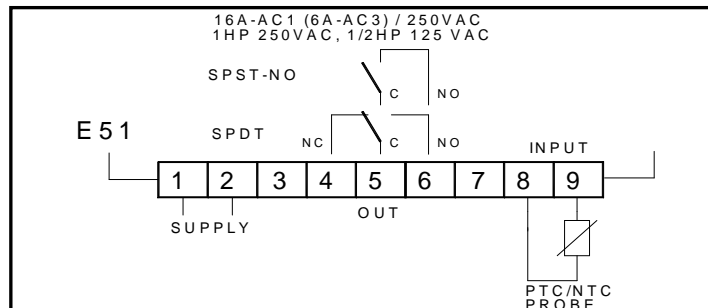 16A-AC1 (6A-AC3) / 250VAC
1HP 250VAC, 1/2HP 125 VAC
SPST-NO
C NO
E51
SPDT
NC C NO
INPUT
1 2 3 4 5 6 7 8 9
OUT
SUPPLY
PTC/NTC
PROBE